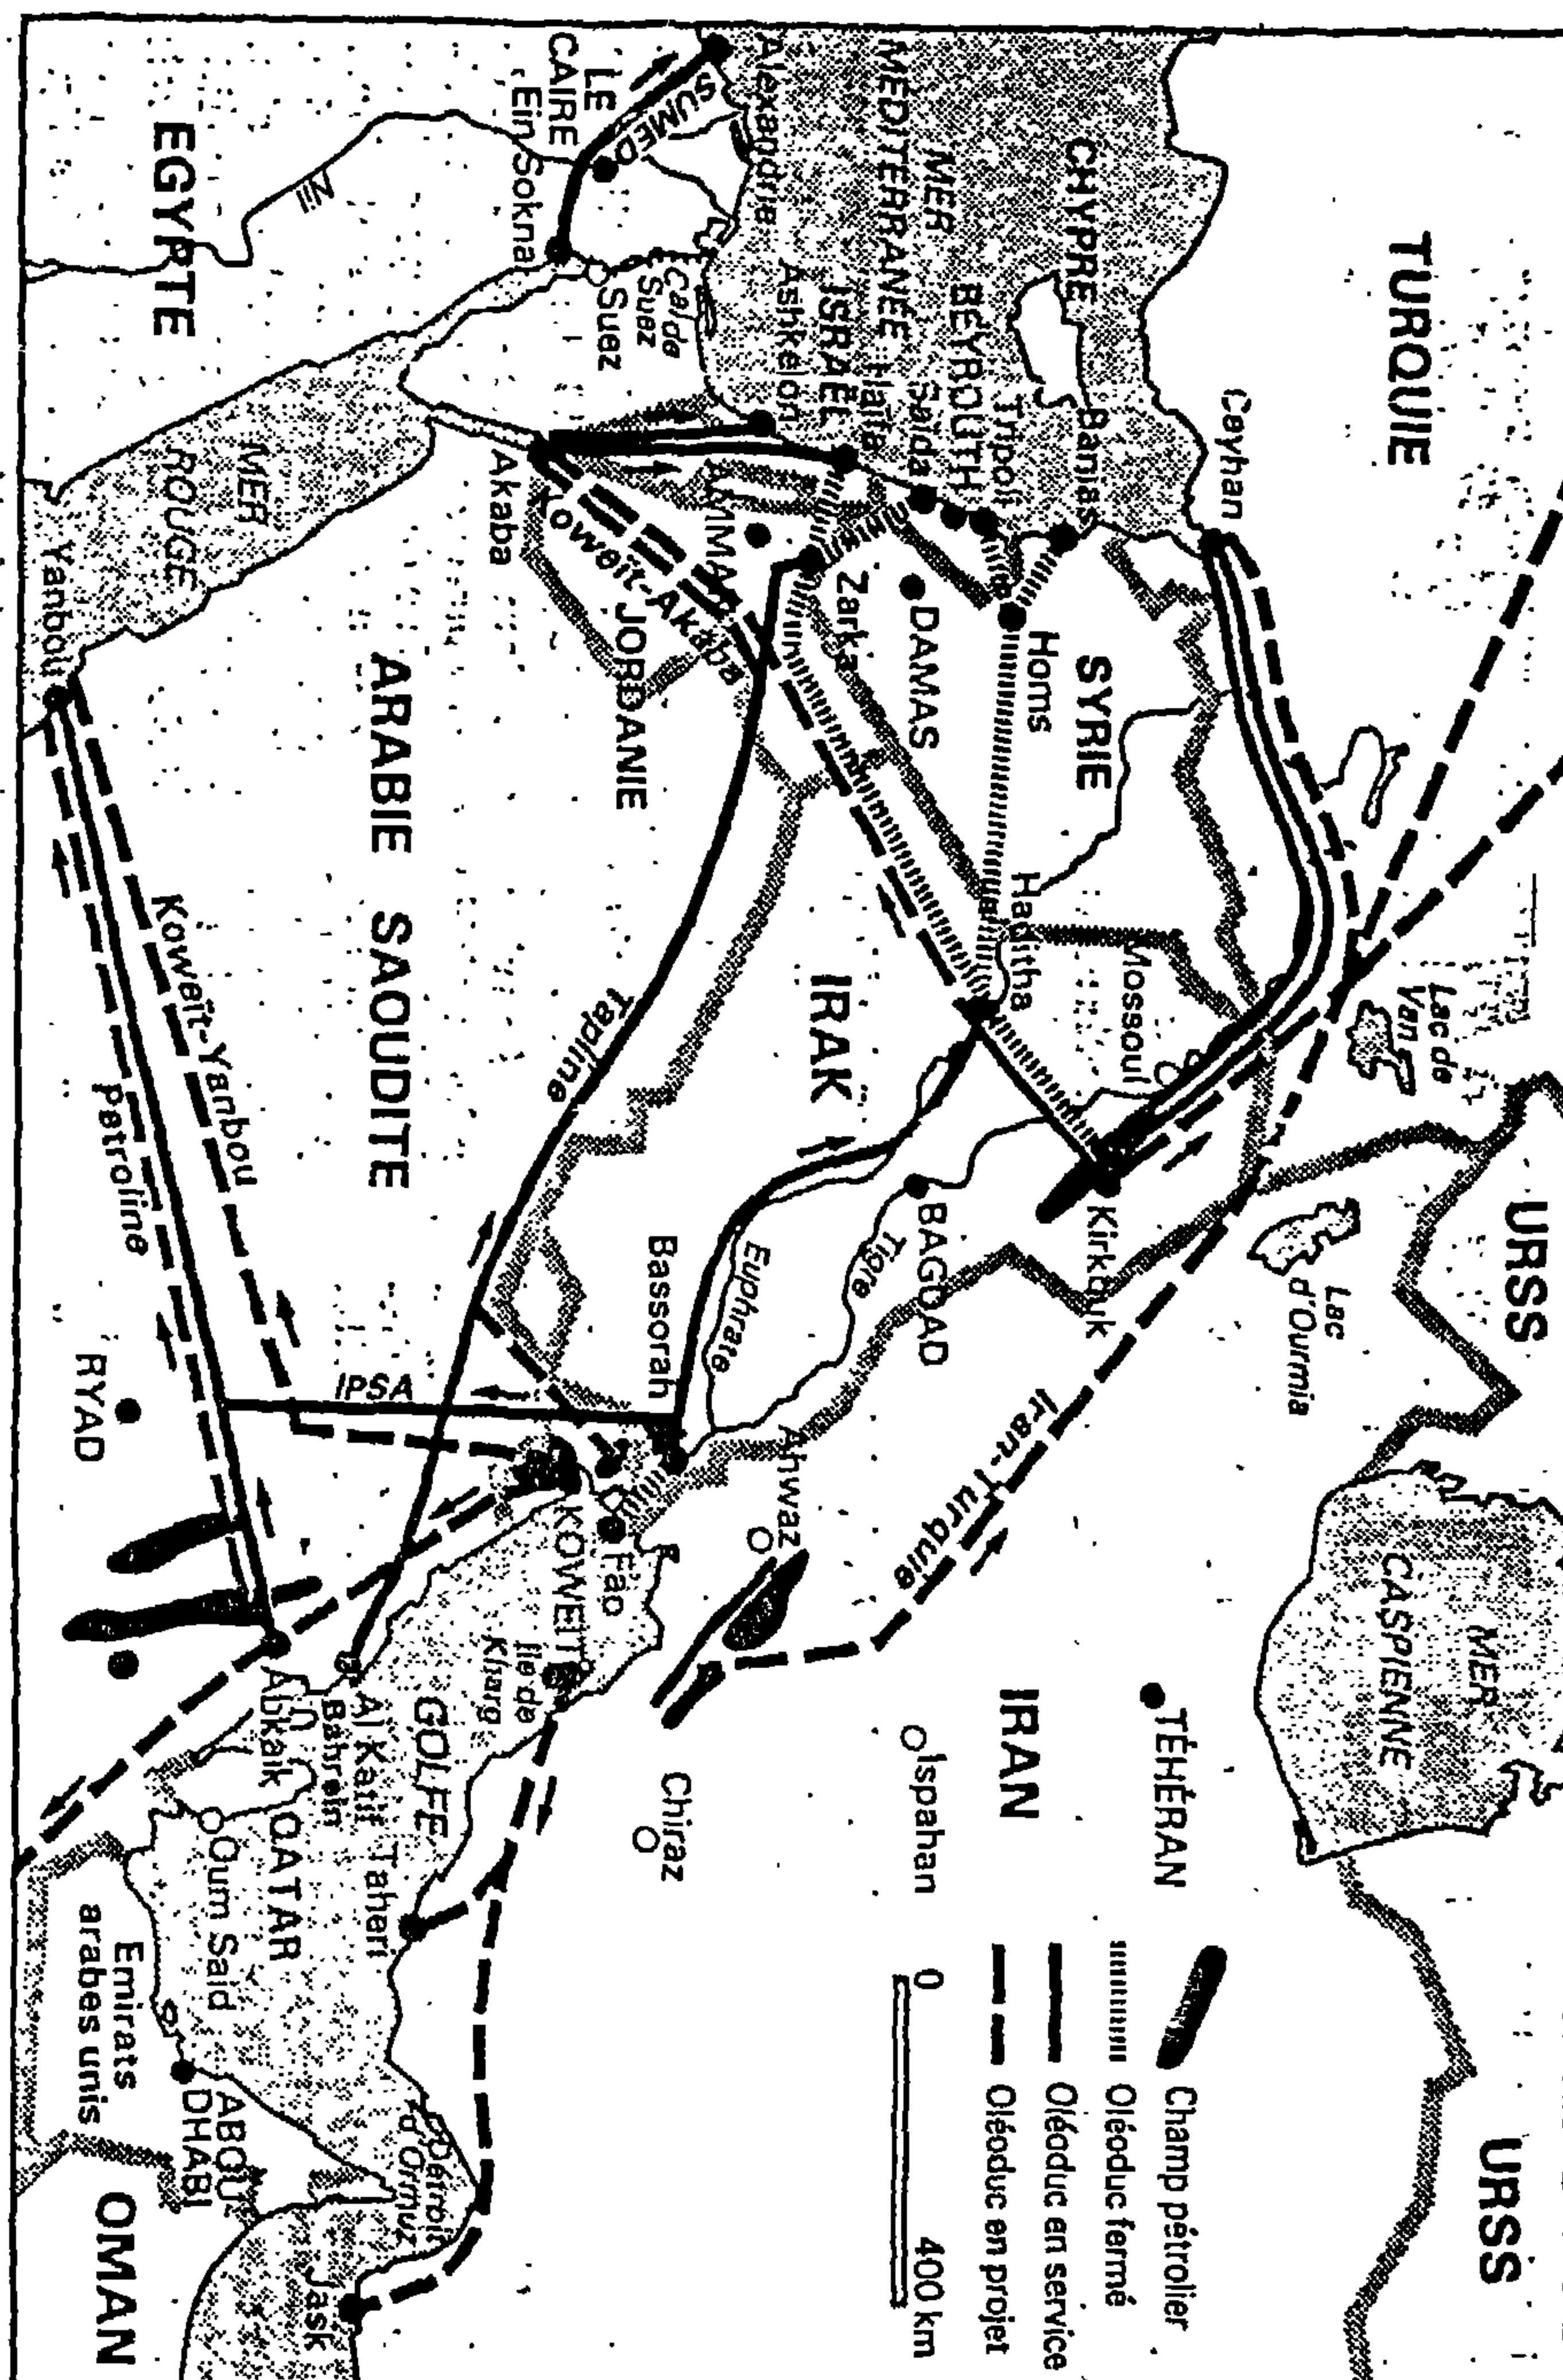 TURQUIE
URSS
URSS
Ceyhan
Lac de
Van
Lac
d'Ourmia
MER
CASPIENNE
CHYPRE
Banias
SYRIE
Mossoul
Kirkouk
TÉHÉRAN
Tripoli
Homs
Haditha
Iran-Turquie
IRAN
MER
MÉDITERRANÉE
BEYROUTH
Saïda
DAMAS
BAGDAD
Tigre
Ispahan
Haïfa
Zarka
IRAK
Euphrate
Ahwaz
ISRAËL
Ashkelon
Alexandrie
AMMAN
Koweït-Akaba
JORDANIE
Bassorah
Chiraz
SUMED
LE
CAIRE
Cal de
Suez
Suez
Ein Sokna
Akaba
Tapline
Fao
KOWEIT
Île de
Kharg
Nil
EGYPTE
MER
ROUGE
ARABIE SAOUDITE
IPSA
GOLFE
Taheri
Al Katif
Bahrein
Abkaik
QATAR
Oum Saïd
Détroit
d'Ormuz
Jask
Yanbou
Koweït-Yanbou
Petroline
RYAD
Emirats
arabes unis
ABOU-
DHABI
OMAN
Champ pétrolier
Oléoduc fermé
Oléoduc en service
Oléoduc en projet
0 400 km